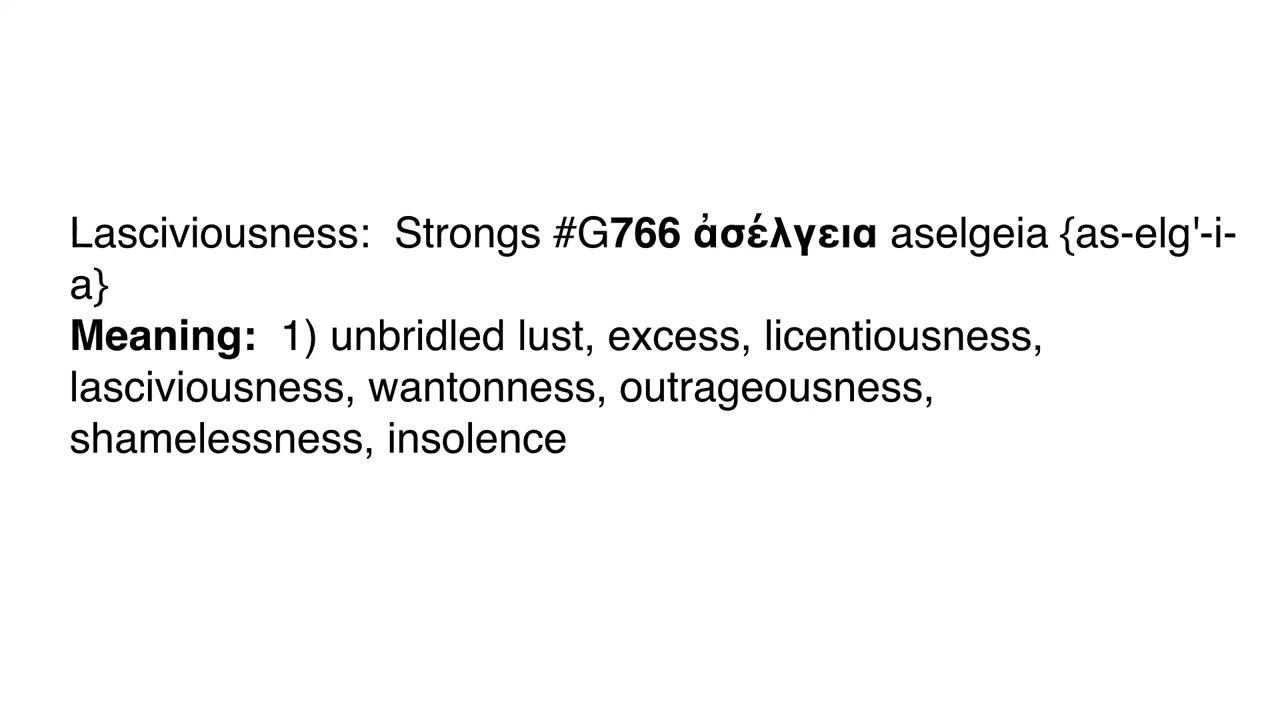 Lasciviousness:  Strongs #G766 ἀσέλγεια aselgeia {as-elg'-i-
a}
Meaning:  1) unbridled lust, excess, licentiousness,
lasciviousness, wantonness, outrageousness,
shamelessness, insolence